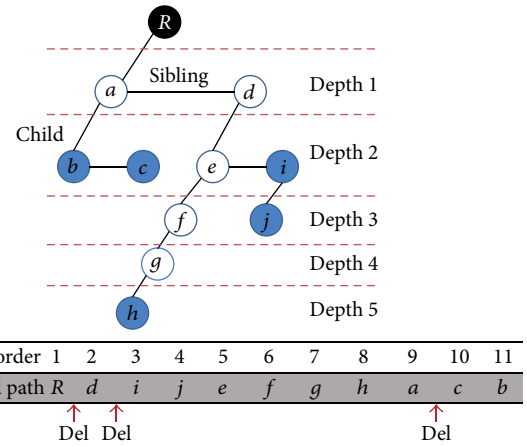 R
Sibling
a
d
Depth 1
Child
b
c
e
i
Depth 2
f
j
Depth 3
g
Depth 4
h
Depth 5
order 1 2 3 4 5 6 7 8 9 10 11
path R d i j e f g h a c b
Del Del Del